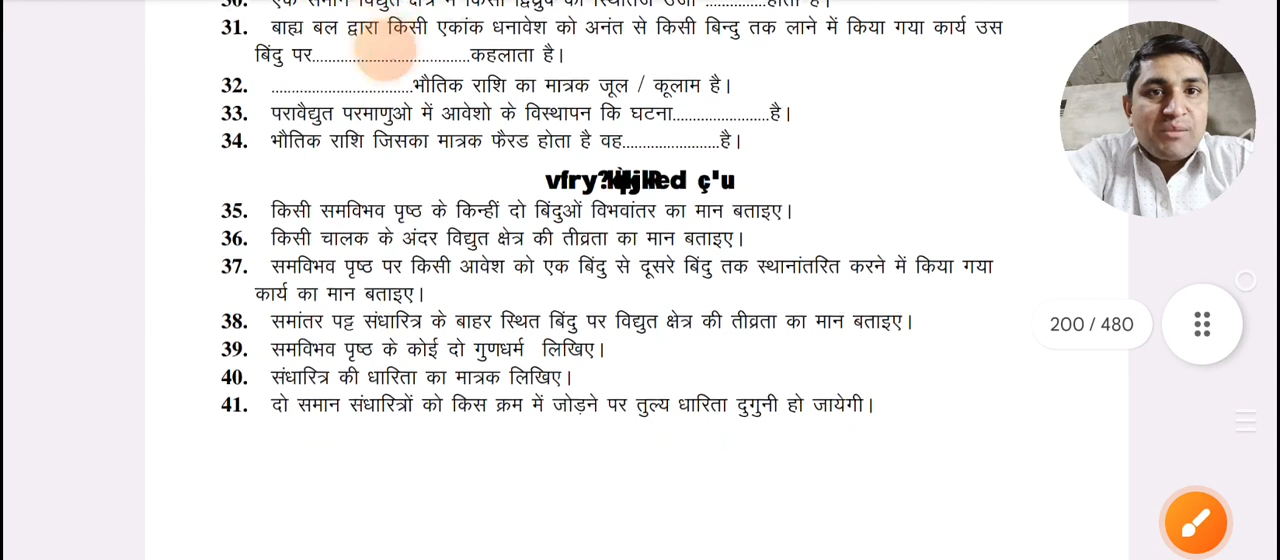 31. बाह्य बल द्वारा किसी एकांक धनावेश को अनंत से किसी बिन्दु तक लाने में किया गया कार्य उस
बिंदु पर.......................................कहलाता है।
32. ...................................भौतिक राशि का मात्रक जूल / कूलाम है।
33. परावैद्युत परमाणुओ में आवेशो के विस्थापन कि घटना........................है।
34. भौतिक राशि जिसका मात्रक फैरड होता है वह........................है।
35. किसी समविभव पृष्ठ के किन्हीं दो बिंदुओं विभवांतर का मान बताइए।
36. किसी चालक के अंदर विद्युत क्षेत्र की तीव्रता का मान बताइए।
37. समविभव पृष्ठ पर किसी आवेश को एक बिंदु से दूसरे बिंदु तक स्थानांतरित करने में किया गया
कार्य का मान बताइए।
200 / 480
38. समांतर पट्ट संधारित्र के बाहर स्थित बिंदु पर विद्युत क्षेत्र की तीव्रता का मान बताइए।
39. समविभव पृष्ठ के कोई दो गुणधर्म लिखिए।
40. संधारित्र की धारिता का मात्रक लिखिए।
41. दो समान संधारित्रों को किस क्रम में जोड़ने पर तुल्य धारिता दुगुनी हो जायेगी।